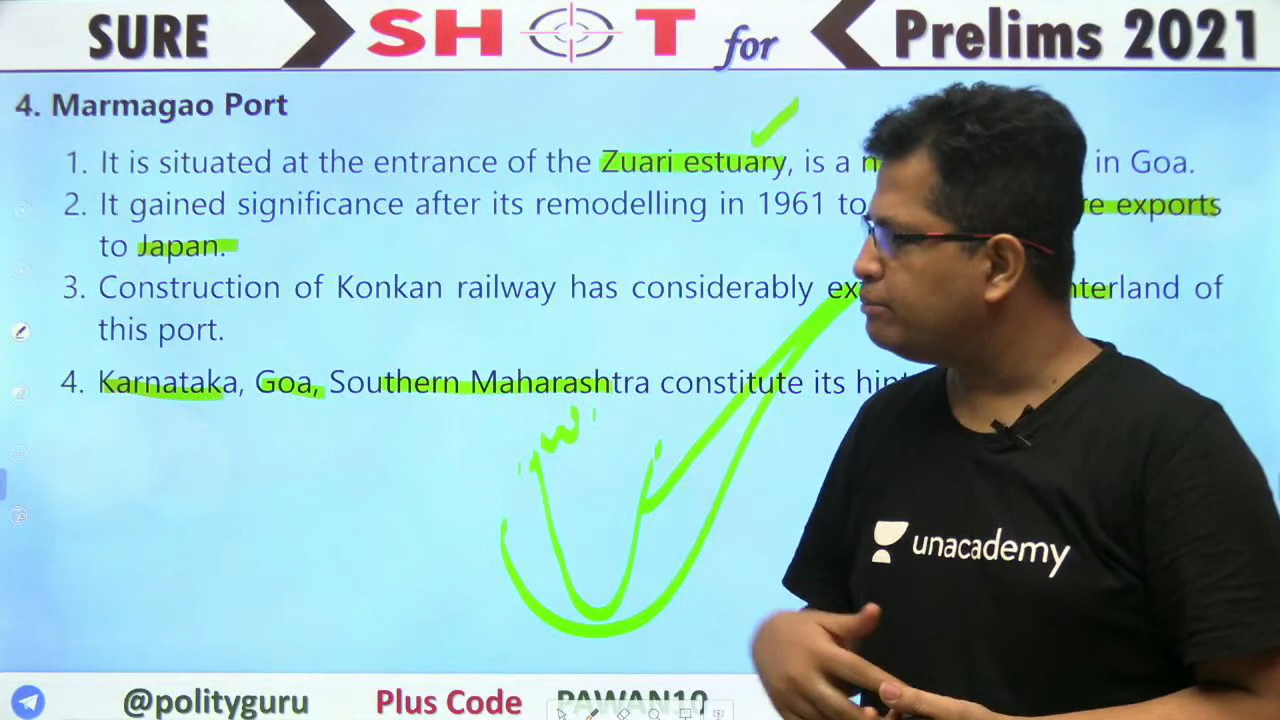 SURE SH T for Prelims 2021
4. Marmagao Port
1. It is situated at the entrance of the Zuari estuary, is a in Goa.
2. It gained significance after its remodelling in 1961 to exports
to Japan.
3. Construction of Konkan railway has considerably of
this port.
4. Karnataka, Goa, Southern Maharashtra constitute its
unacademy
@polityguru Plus Code PAWAN10